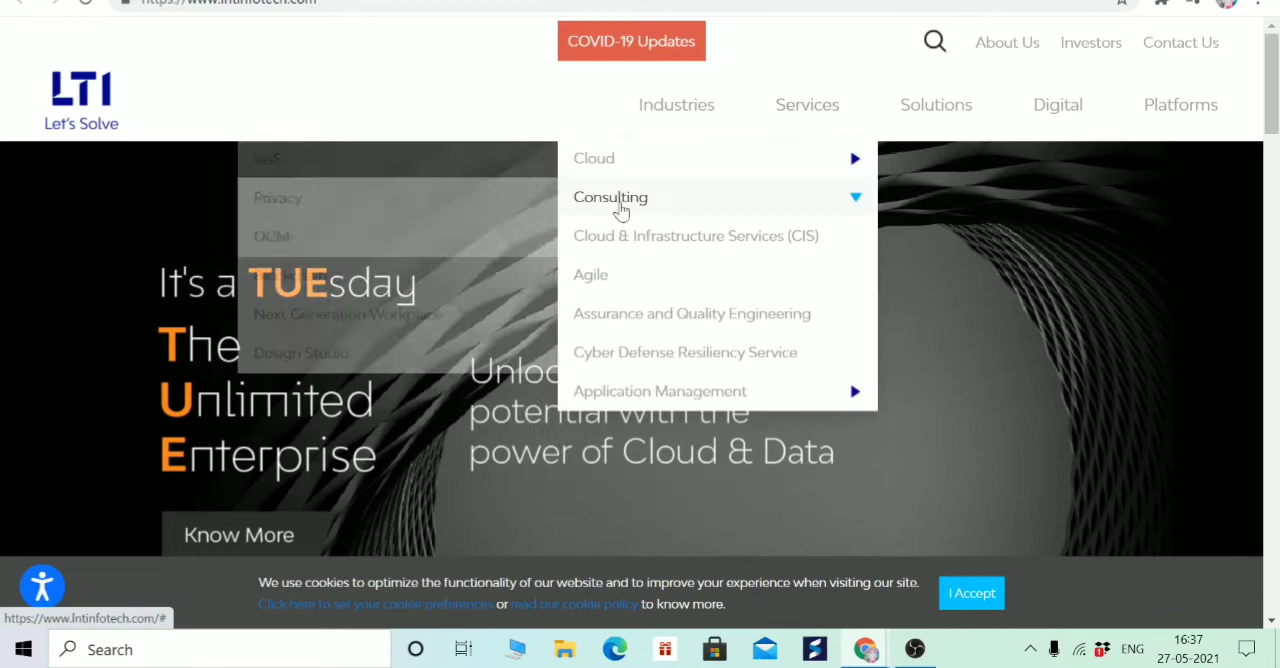 https://www.lntinfotech.com
COVID-19 Updates
About Us
Investors
Contact Us
LTI
Let's Solve
Industries
Services
Solutions
Digital
Platforms
Cloud
Consulting
Cloud & Infrastructure Services (CIS)
Agile
Assurance and Quality Engineering
Cyber Defense Resiliency Service
Application Management
Privacy
OCM
Next Generation Workplace
Design Studio
It's a TUEsday
The
Unlimited
Enterprise
potential with the
power of Cloud & Data
Know More
We use cookies to optimize the functionality of our website and to improve your experience when visiting our site.
Click here to set your cookie preferences or read our cookie policy to know more.
I Accept
https://www.lntinfotech.com/#
Search
ENG
16:37
27-05-2021